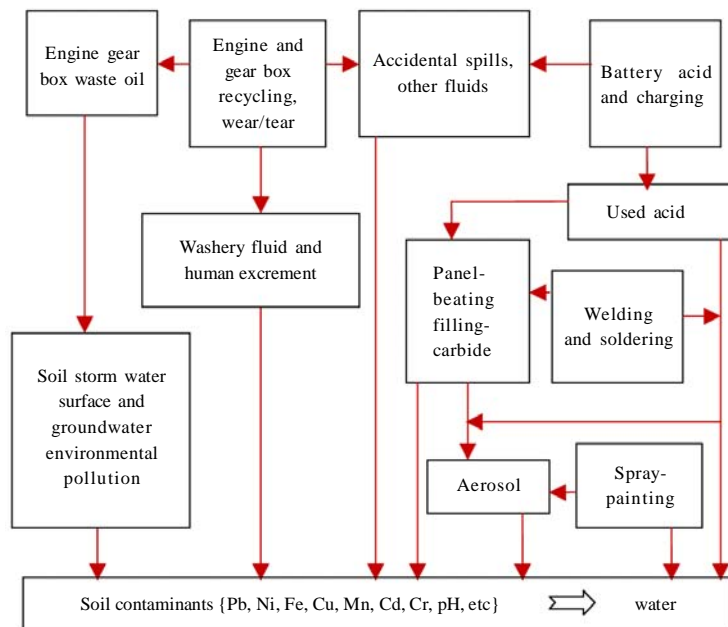 Engine gear
box waste oil
Engine and
gear box
recycling,
wear/tear
Accidental spills,
other fluids
Battery acid
and charging
Used acid
Washery fluid and
human excrement
Panel-
beating
filling-
carbide
Welding
and soldering
Soil storm water
surface and
groundwater
environmental
pollution
Aerosol
Spray-
painting
Soil contaminants {Pb, Ni, Fe, Cu, Mn, Cd, Cr, pH, etc}
water